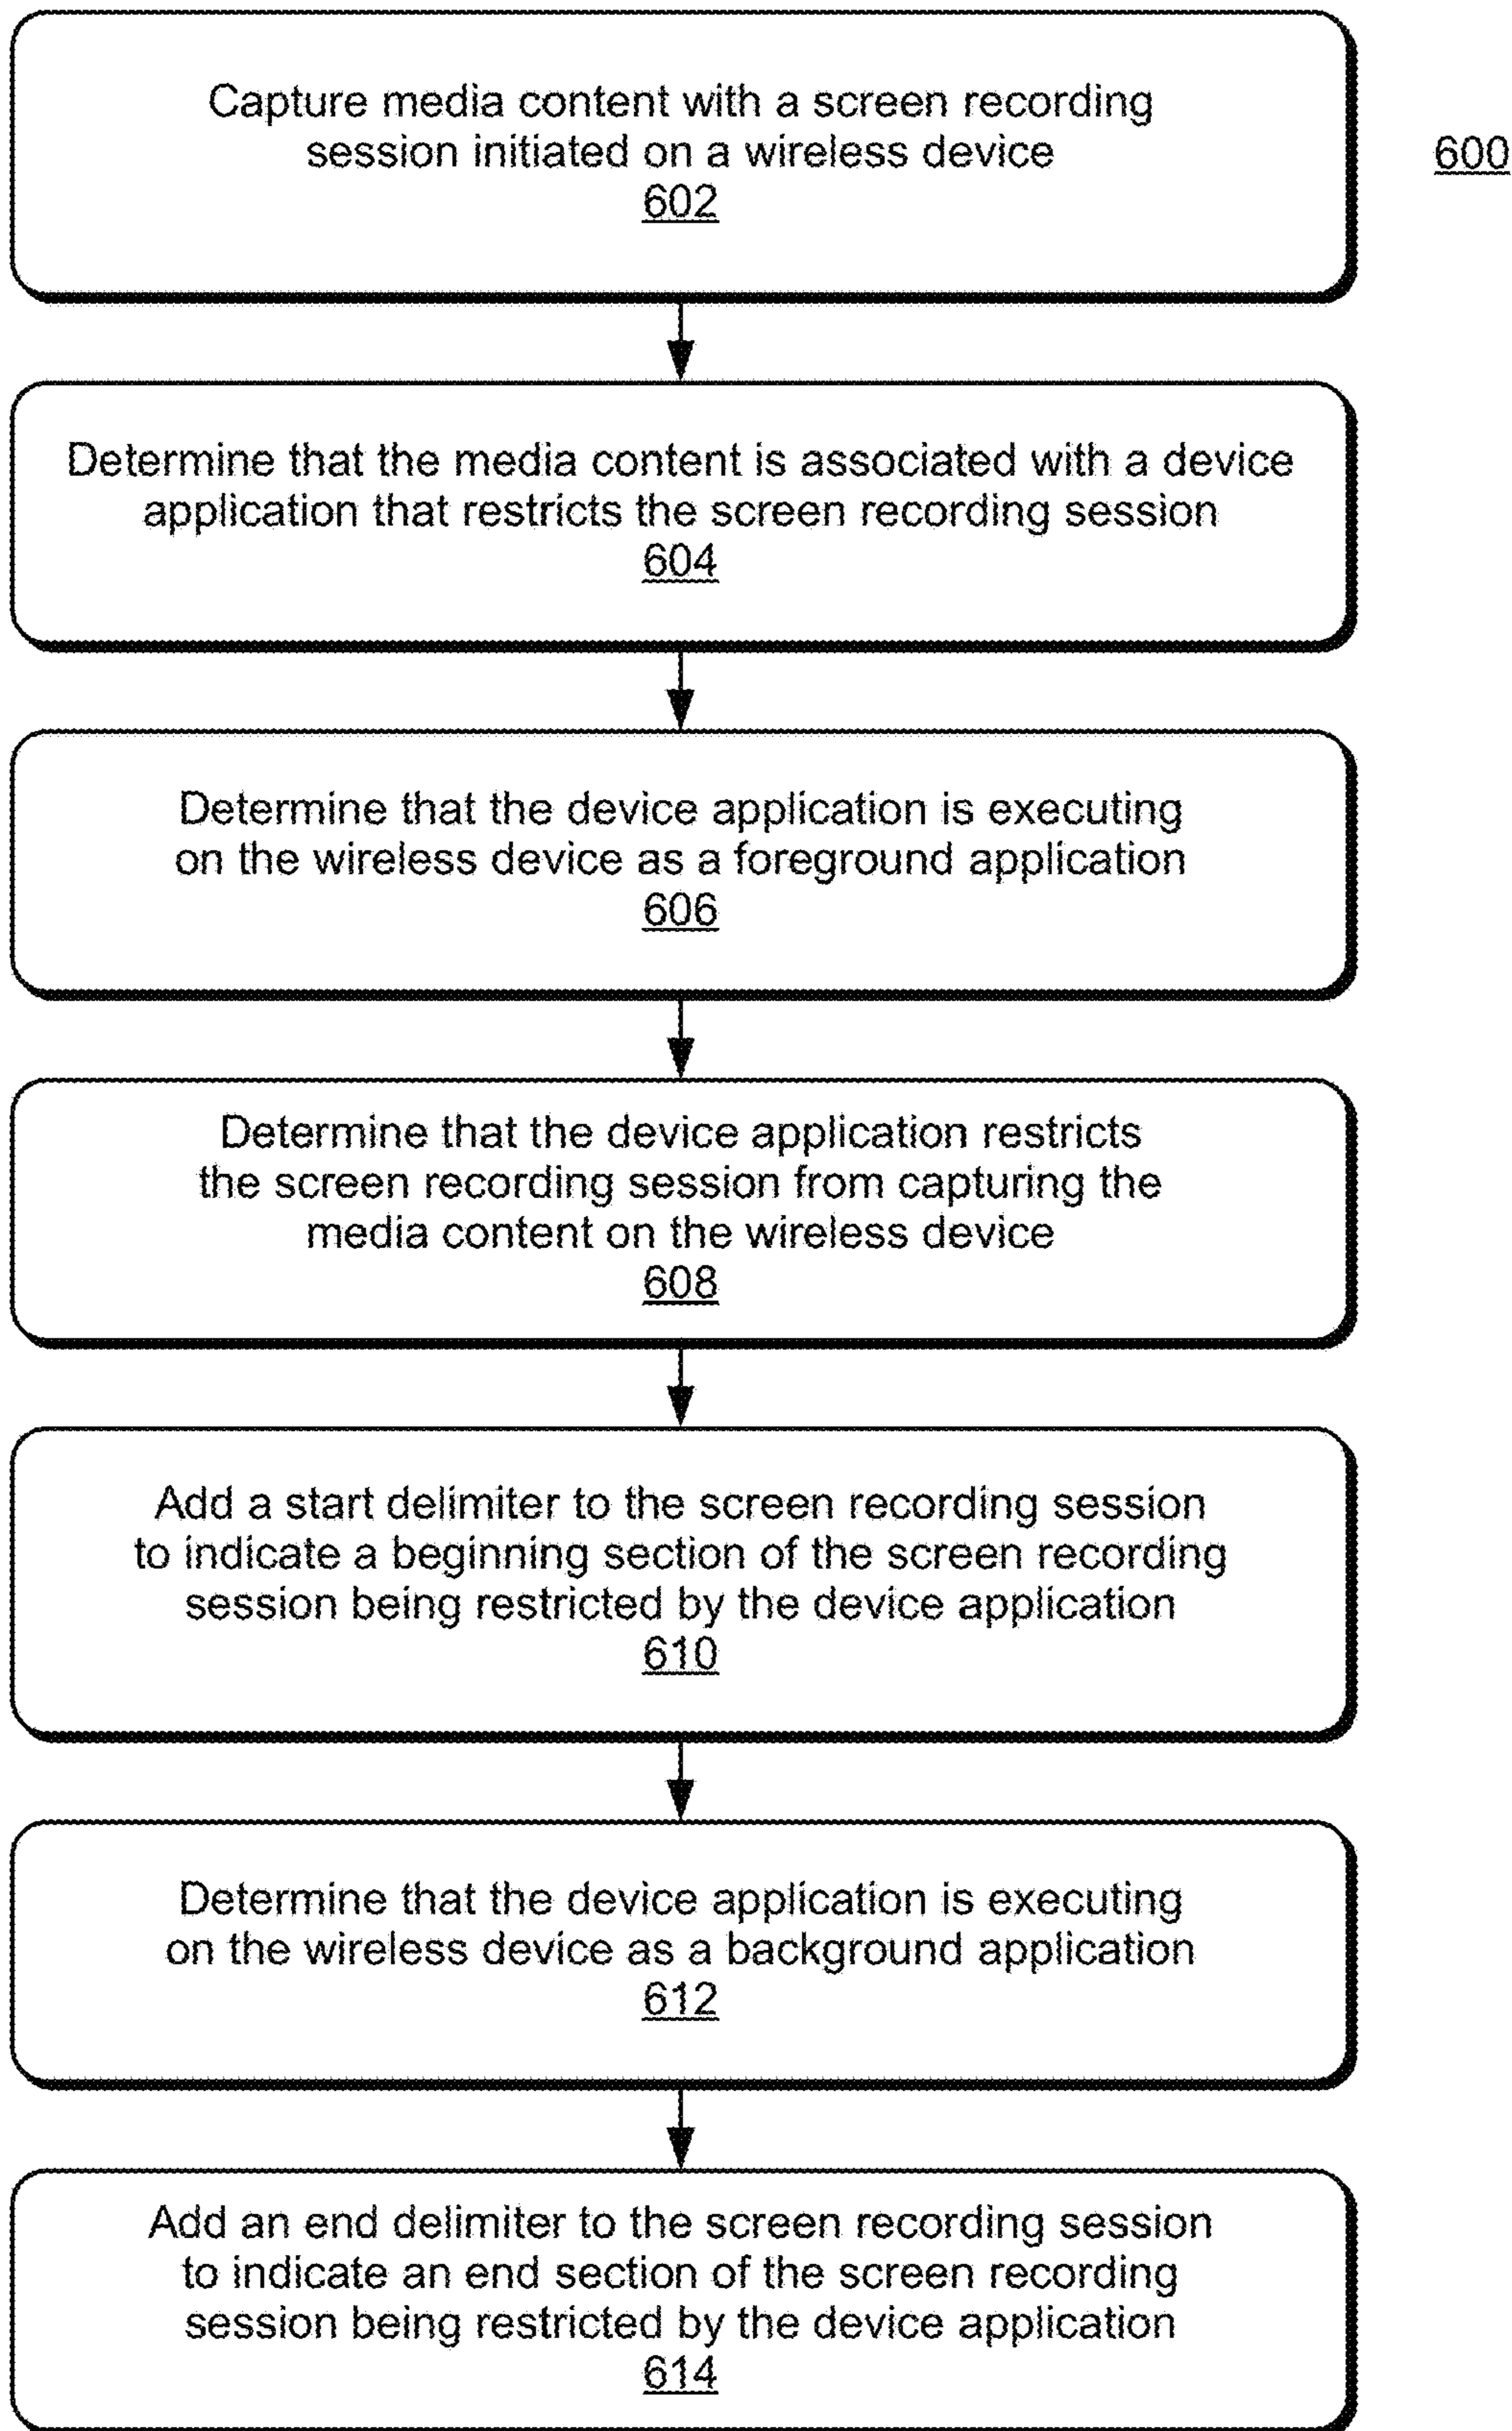 Capture media content with a screen recording
session initiated on a wireless device
602
600
Determine that the media content is associated with a device
application that restricts the screen recording session
604
Determine that the device application is executing
on the wireless device as a foreground application
606
Determine that the device application restricts
the screen recording session from capturing the
media content on the wireless device
608
Add a start delimiter to the screen recording session
to indicate a beginning section of the screen recording
session being restricted by the device application
610
Determine that the device application is executing
on the wireless device as a background application
612
Add an end delimiter to the screen recording session
to indicate an end section of the screen recording
session being restricted by the device application
614